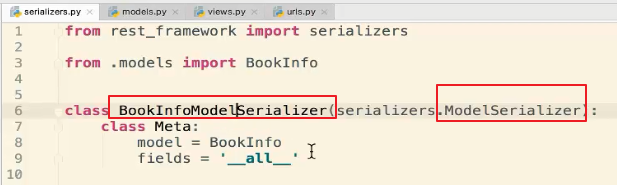 serializers.py models.py views.py urls.py
1 from rest_framework import serializers
2
3 from .models import BookInfo
4
5
6 class BookInfoModelSerializer(serializers.ModelSerializer):
7 class Meta:
8 model = BookInfo
9 fields = '__all__'
10